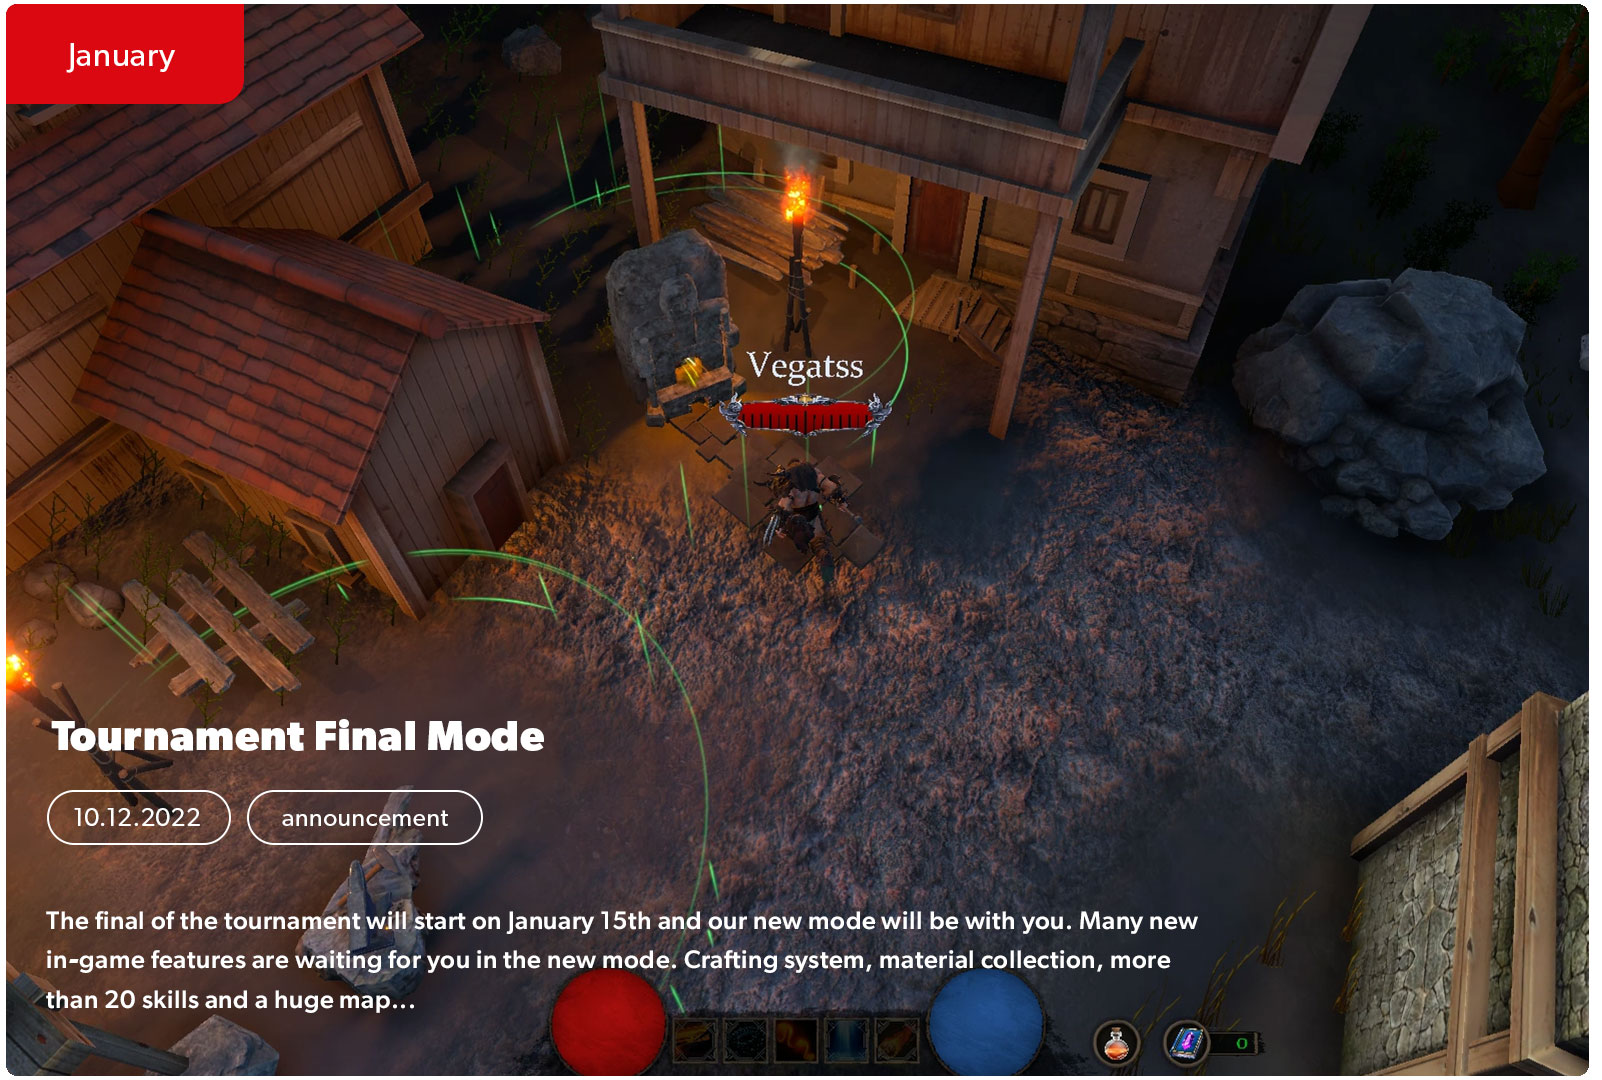 January
Vegatss
Tournament Final Mode
10.12.2022
announcement
The final of the tournament will start on January 15th and our new mode will be with you. Many new
in-game features are waiting for you in the new mode. Crafting system, material collection, more
than 20 skills and a huge map...
0